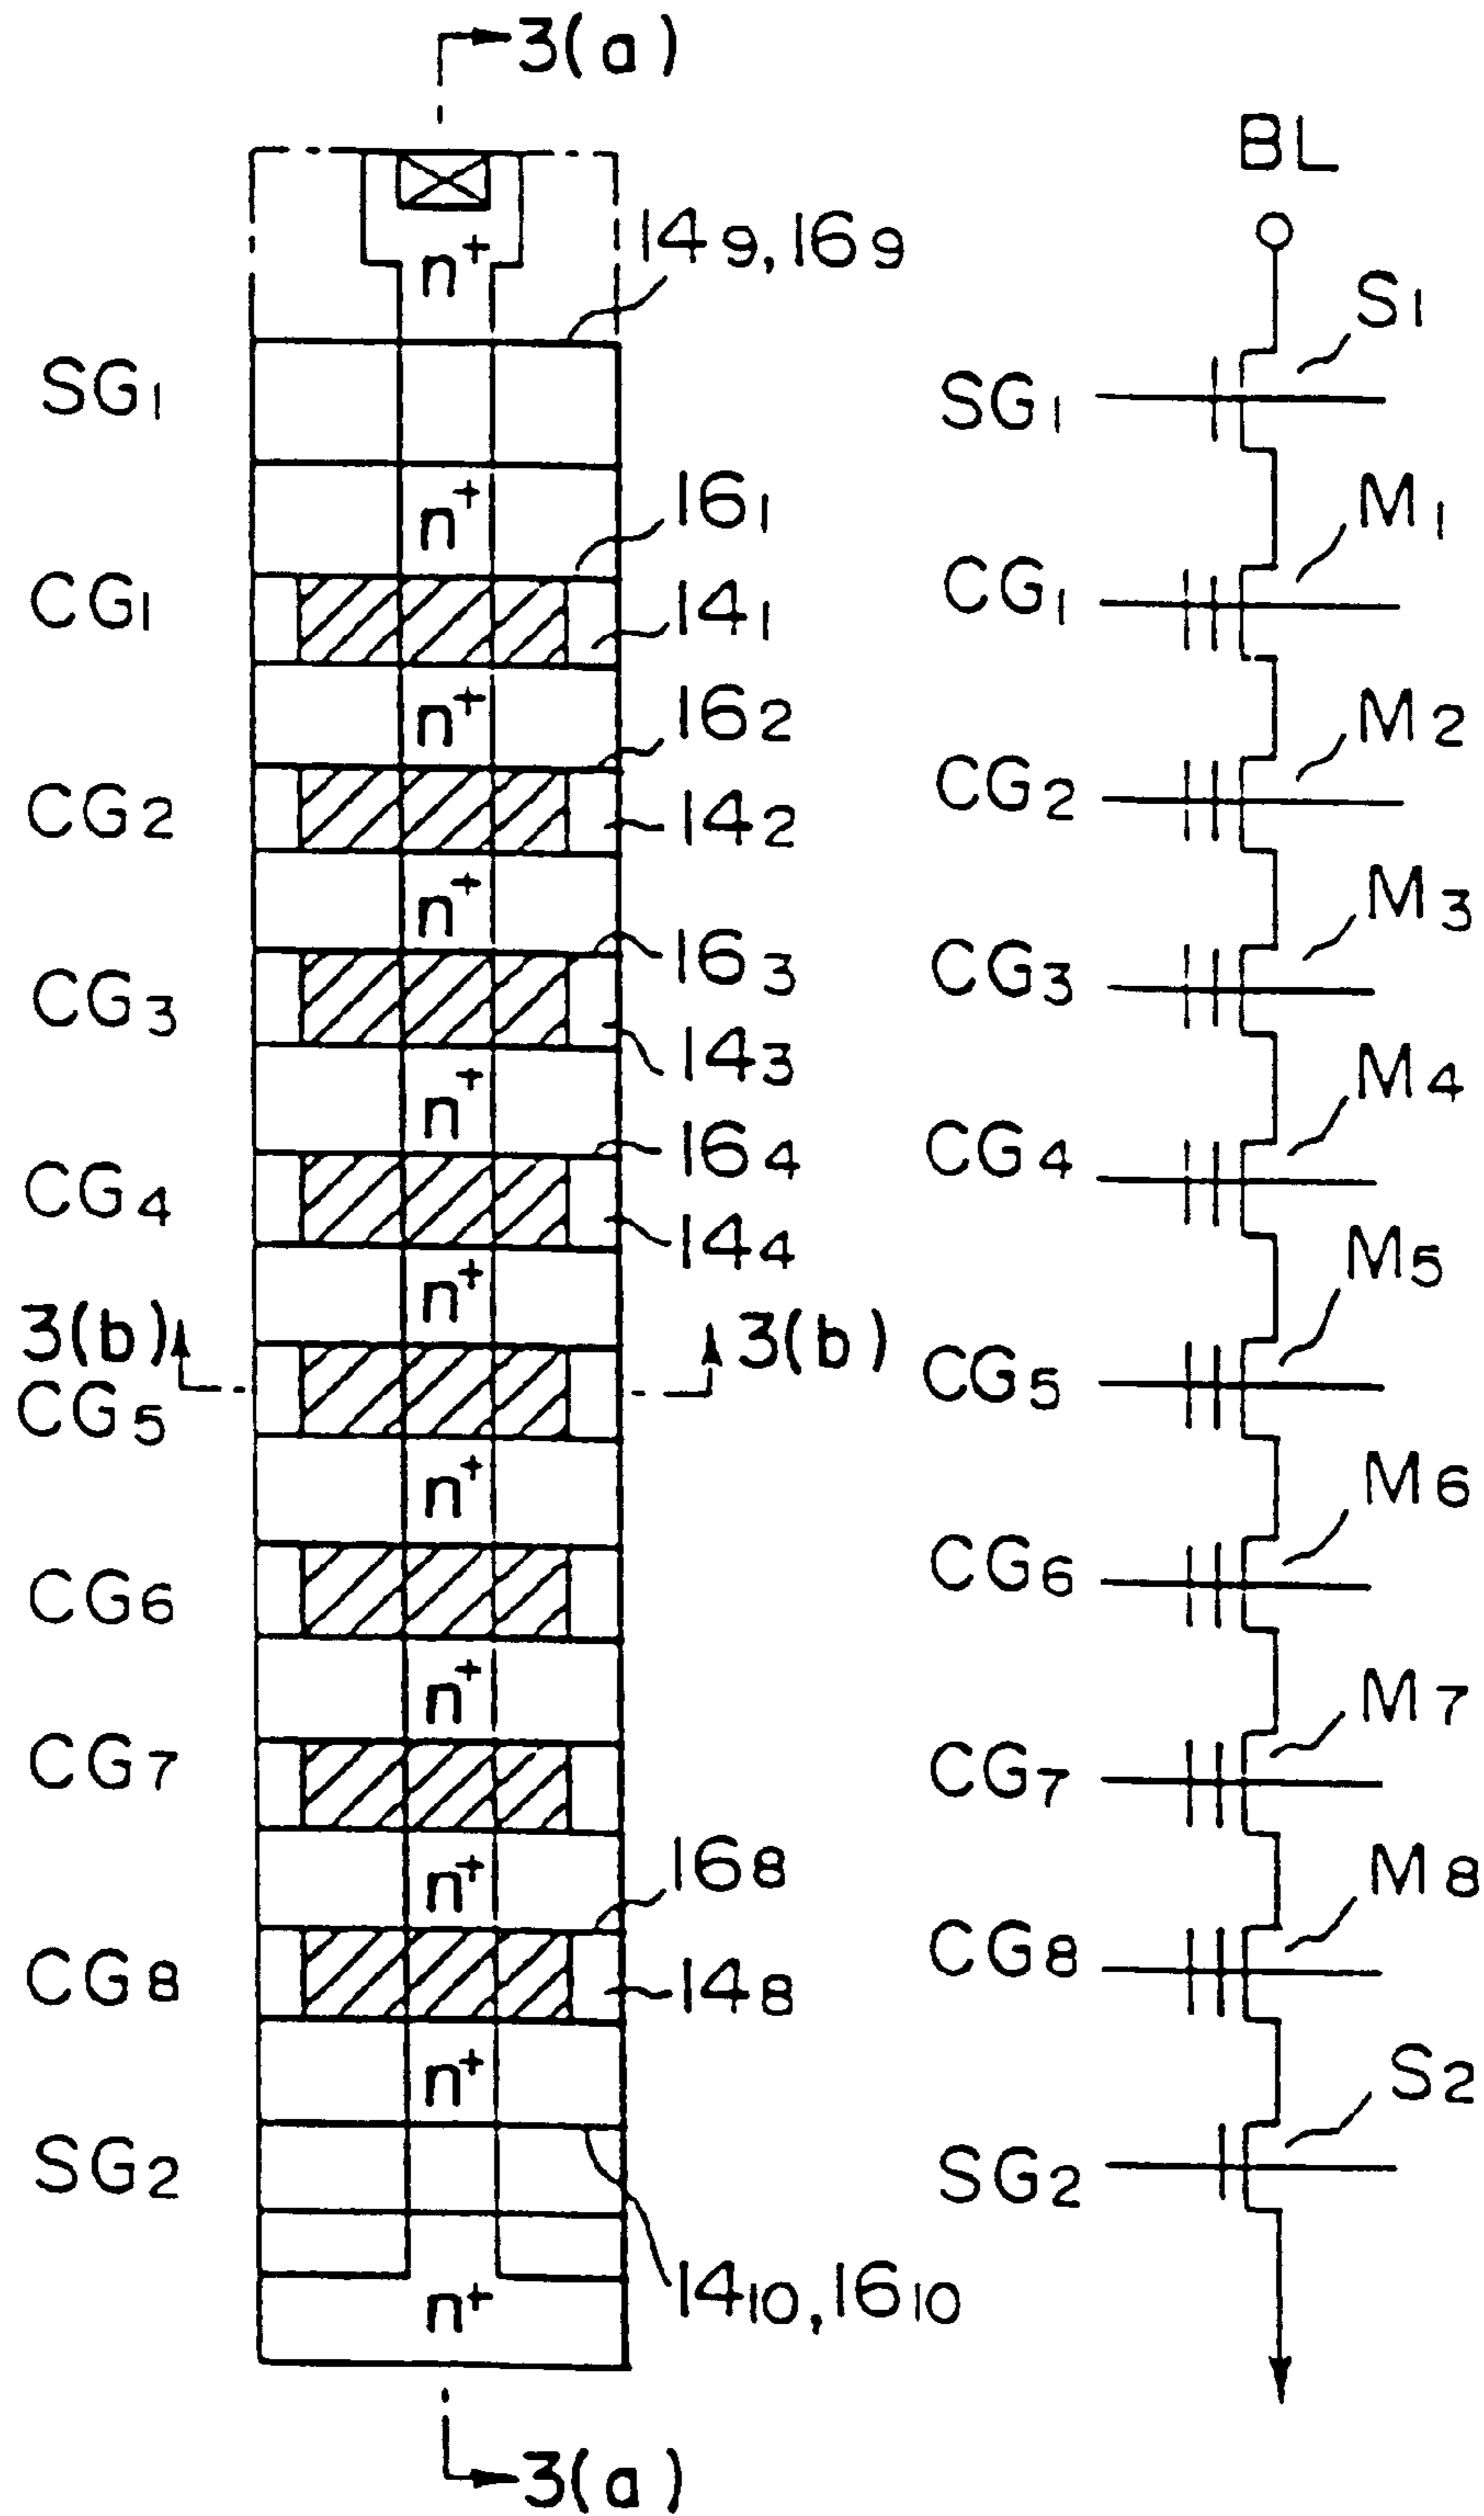 3(a)
BL
n+
14₉,16₉
S₁
SG₁
SG₁
n+
16₁
M₁
CG₁
14₁
CG₁
n+
16₂
M₂
CG₂
14₂
CG₂
n+
16₃
M₃
CG₃
14₃
CG₃
n+
16₄
M₄
CG₄
14₄
CG₄
n+
M₅
3(b)
3(b)
CG₅
CG₅
n+
M₆
CG₆
CG₆
n+
M₇
CG₇
CG₇
n+
16₈
M₈
CG₈
14₈
CG₈
n+
S₂
SG₂
SG₂
n+
14₁₀,16₁₀
3(a)